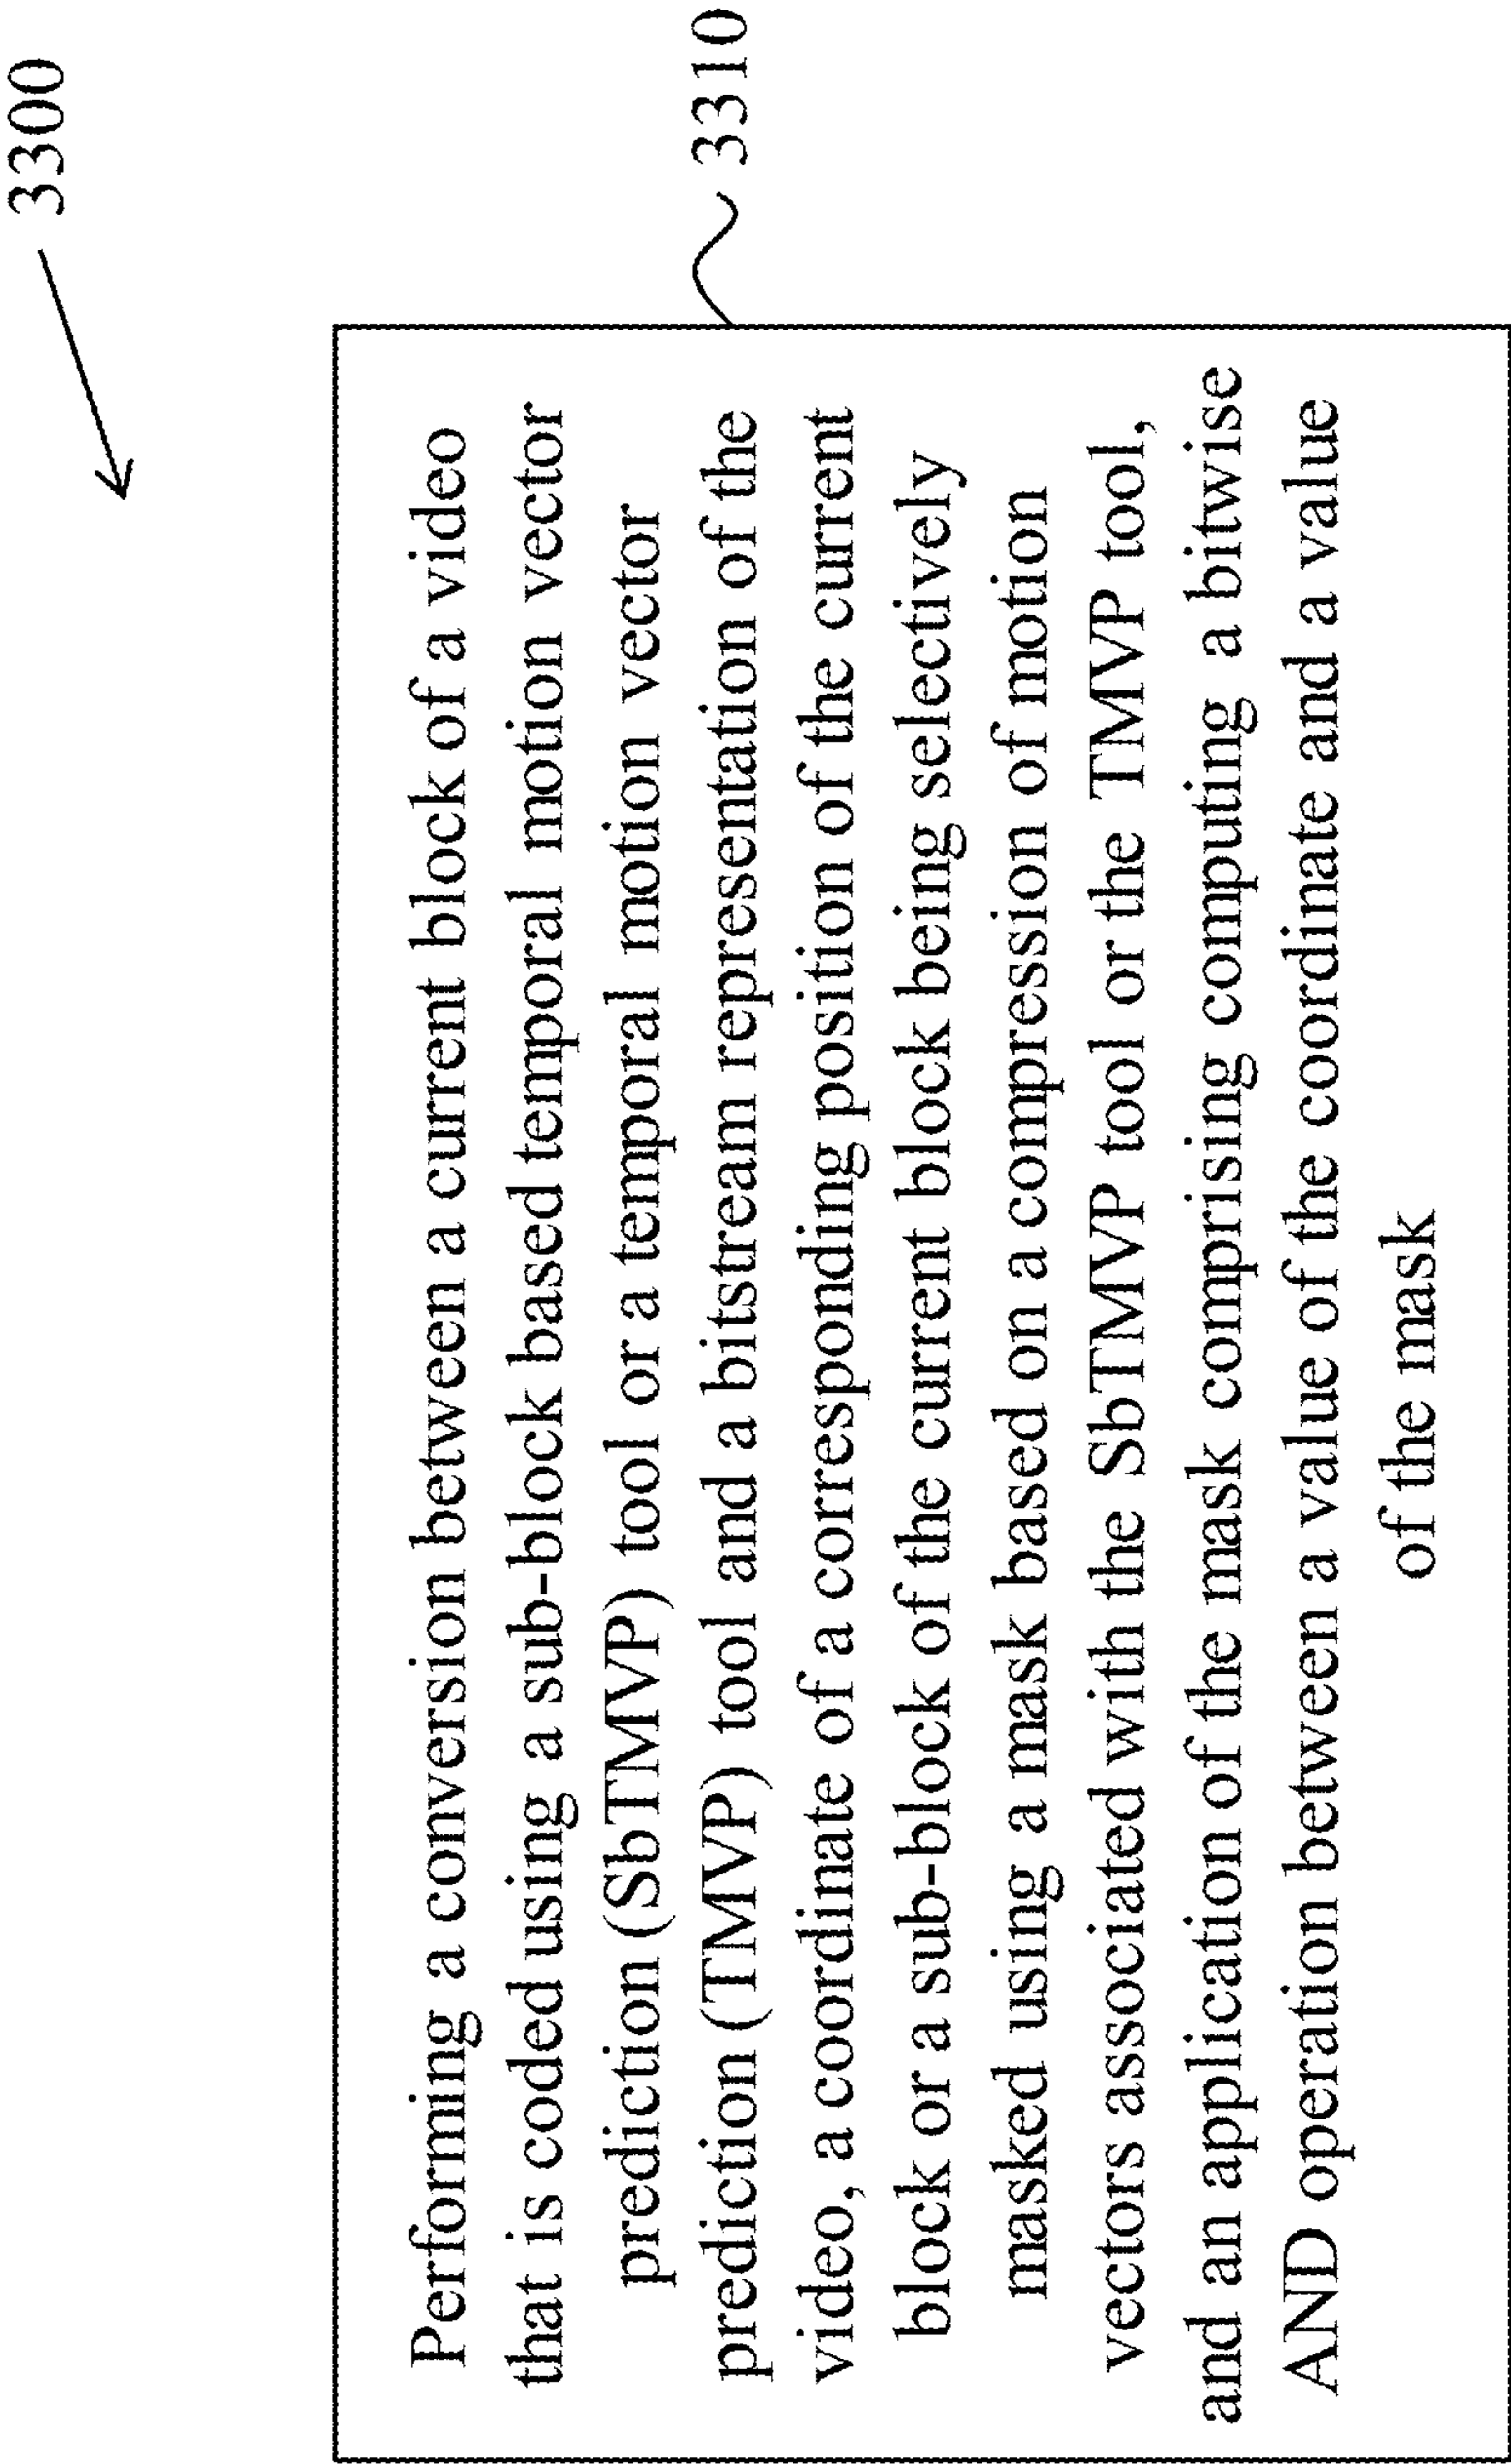 3300
Performing a conversion between a current block of a video
that is coded using a sub-block based temporal motion vector
prediction (SbTMVP) tool or a temporal motion vector
prediction (TMVP) tool and a bitstream representation of the
video, a coordinate of a corresponding position of the current
block or a sub-block of the current block being selectively
masked using a mask based on a compression of motion
vectors associated with the SbTMVP tool or the TMVP tool,
and an application of the mask comprising computing a bitwise
AND operation between a value of the coordinate and a value
of the mask
3310